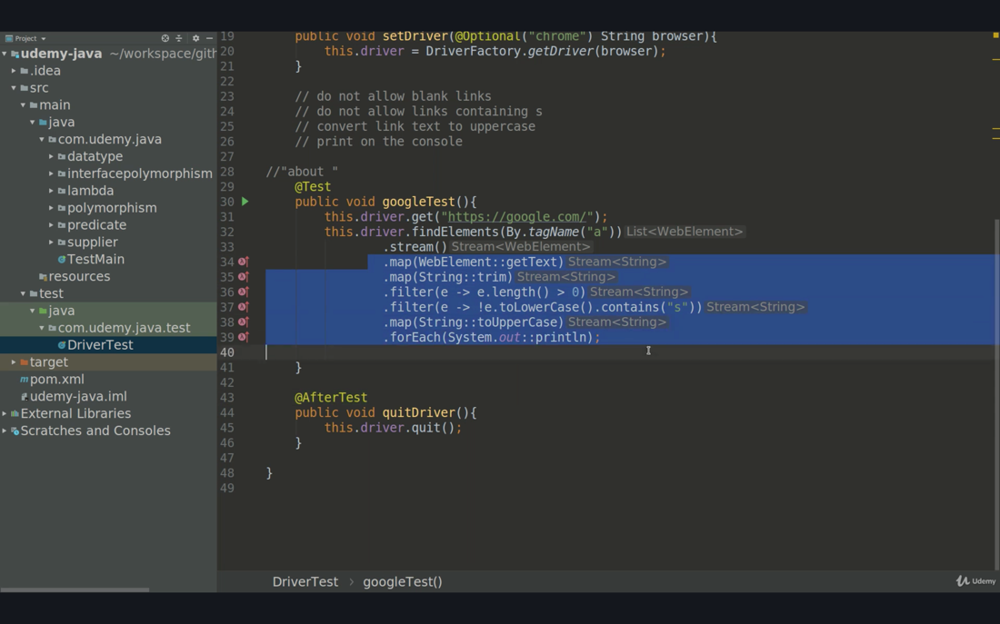 Project
udemy-java ~/workspace/gith
.idea
src
main
java
com.udemy.java
datatype
interfacepolymorphism
lambda
polymorphism
predicate
supplier
TestMain
resources
test
java
com.udemy.java.test
DriverTest
target
pom.xml
udemy-java.iml
External Libraries
Scratches and Consoles
19 public void setDriver(@Optional("chrome") String browser){
20 this.driver = DriverFactory.getDriver(browser);
21 }
22
23 // do not allow blank links
24 // do not allow links containing s
25 // convert link text to uppercase
26 // print on the console
27
28 //"about "
29 @Test
30 public void googleTest(){
31 this.driver.get("https://google.com/");
32 this.driver.findElements(By.tagName("a")) List<WebElement>
33 .stream() Stream<WebElement>
34 .map(WebElement::getText) Stream<String>
35 .map(String::trim) Stream<String>
36 .filter(e -> e.length() > 0) Stream<String>
37 .filter(e -> !e.toLowerCase().contains("s")) Stream<String>
38 .map(String::toUpperCase) Stream<String>
39 .forEach(System.out::println);
40
41 }
42
43 @AfterTest
44 public void quitDriver(){
45 this.driver.quit();
46 }
47
48 }
49
DriverTest › googleTest()
Udemy